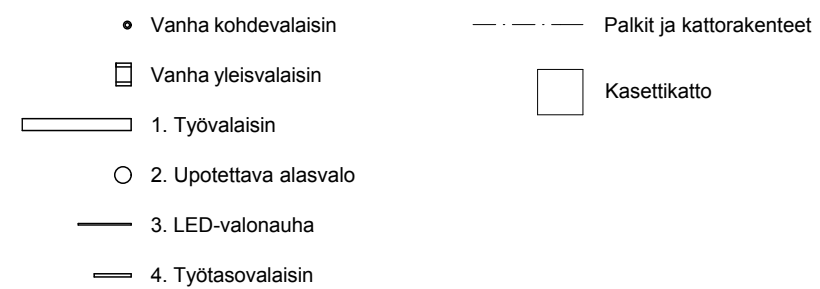 Vanha kohdevalaisin
Vanha yleisvalaisin
1. Työvalaisin
2. Upotettava alasvalo
3. LED-valonauha
4. Työtasovalaisin
Palkit ja kattorakenteet
Kasettikatto